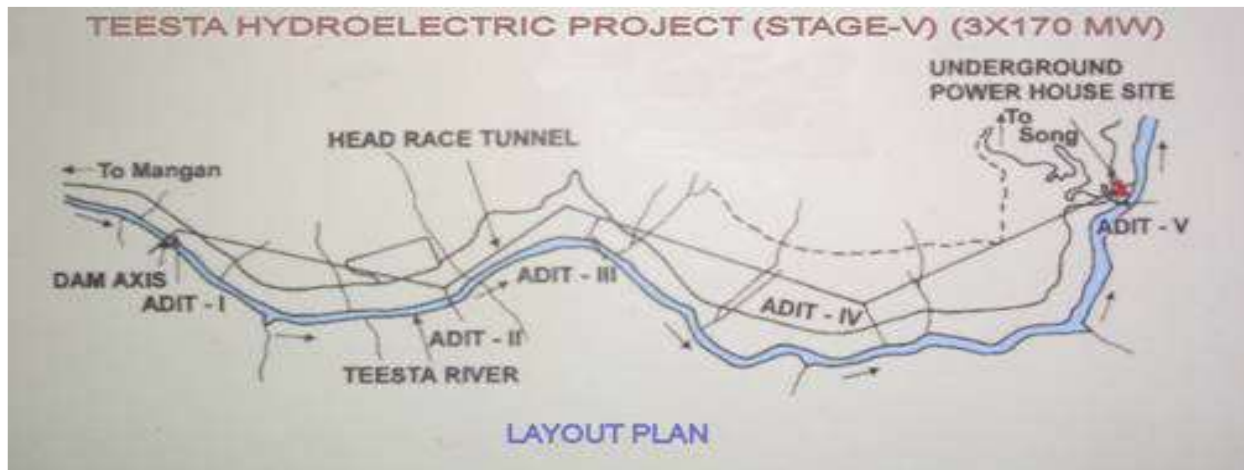 TEESTA HYDROELECTRIC PROJECT (STAGE-V) (3X170 MW)
UNDERGROUND
POWER HOUSE SITE
To
Song
HEAD RACE TUNNEL
To Mangan
ADIT - V
DAM AXIS
ADIT - I
ADIT - III
ADIT - IV
ADIT - II
TEESTA RIVER
LAYOUT PLAN